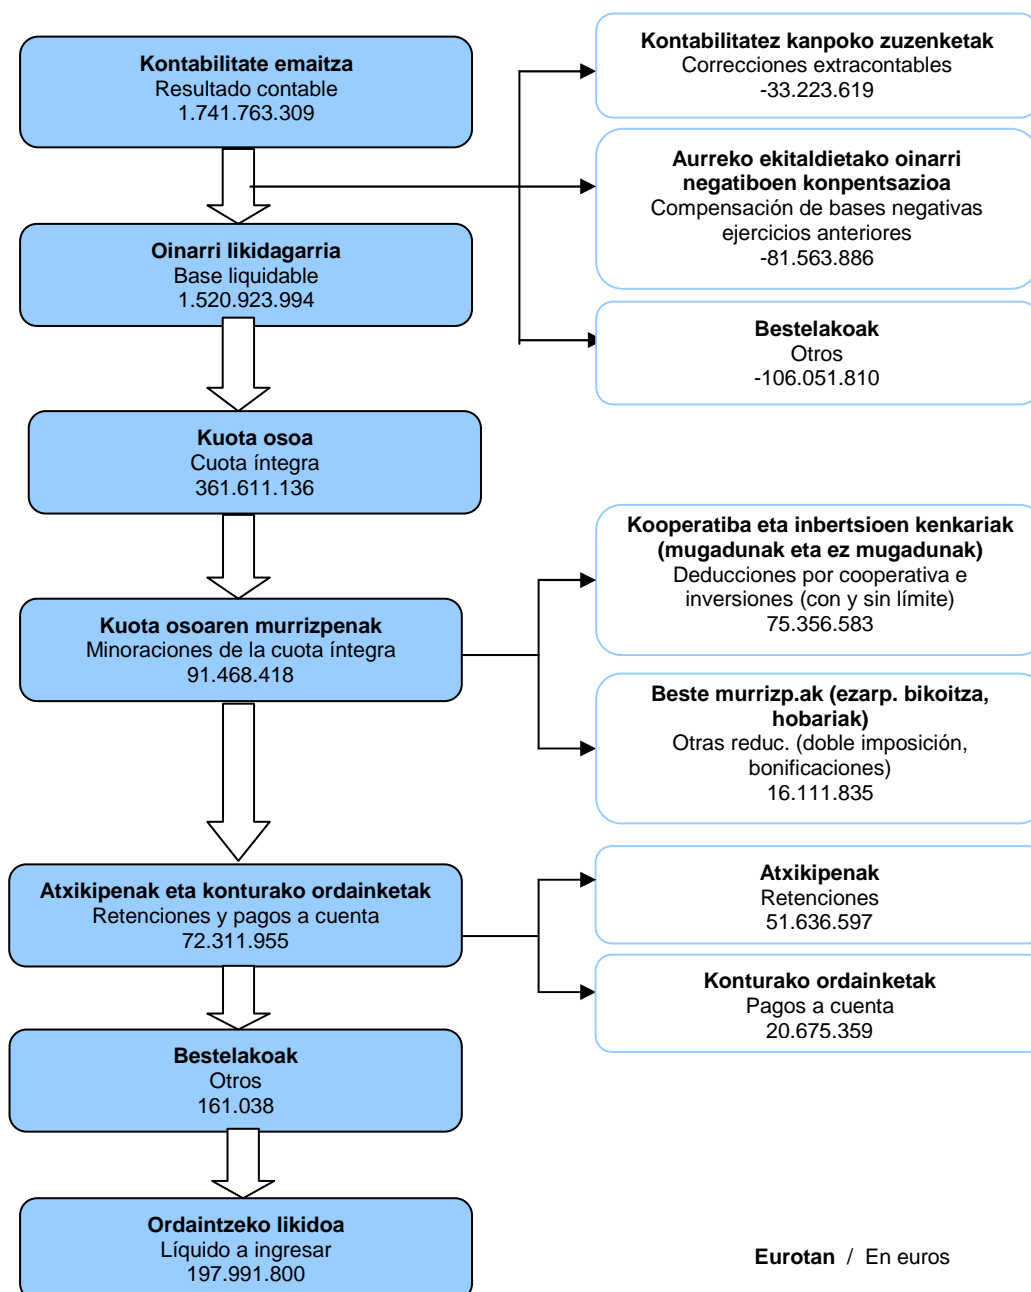 Kontabilitate emaitza
Resultado contable
1.741.763.309
Kontabilitatez kanpoko zuzenketak
Correcciones extracontables
-33.223.619
Aurreko ekitaldietako oinarri
negatiboen konpentsazioa
Compensación de bases negativas
ejercicios anteriores
-81.563.886
Oinarri likidagarria
Base liquidable
1.520.923.994
Bestelakoak
Otros
-106.051.810
Kuota osoa
Cuota íntegra
361.611.136
Kooperatiba eta inbertsioen kenkariak
(mugadunak eta ez mugadunak)
Deducciones por cooperativa e
inversiones (con y sin límite)
75.356.583
Kuota osoaren murrizpenak
Minoraciones de la cuota íntegra
91.468.418
Beste murrizp.ak (ezarp. bikoitza,
hobariak)
Otras reduc. (doble imposición,
bonificaciones)
16.111.835
Atxikipenak eta konturako ordainketak
Retenciones y pagos a cuenta
72.311.955
Atxikipenak
Retenciones
51.636.597
Konturako ordainketak
Pagos a cuenta
20.675.359
Bestelakoak
Otros
161.038
Ordaintzeko likidoa
Líquido a ingresar
197.991.800
Eurotan / En euros